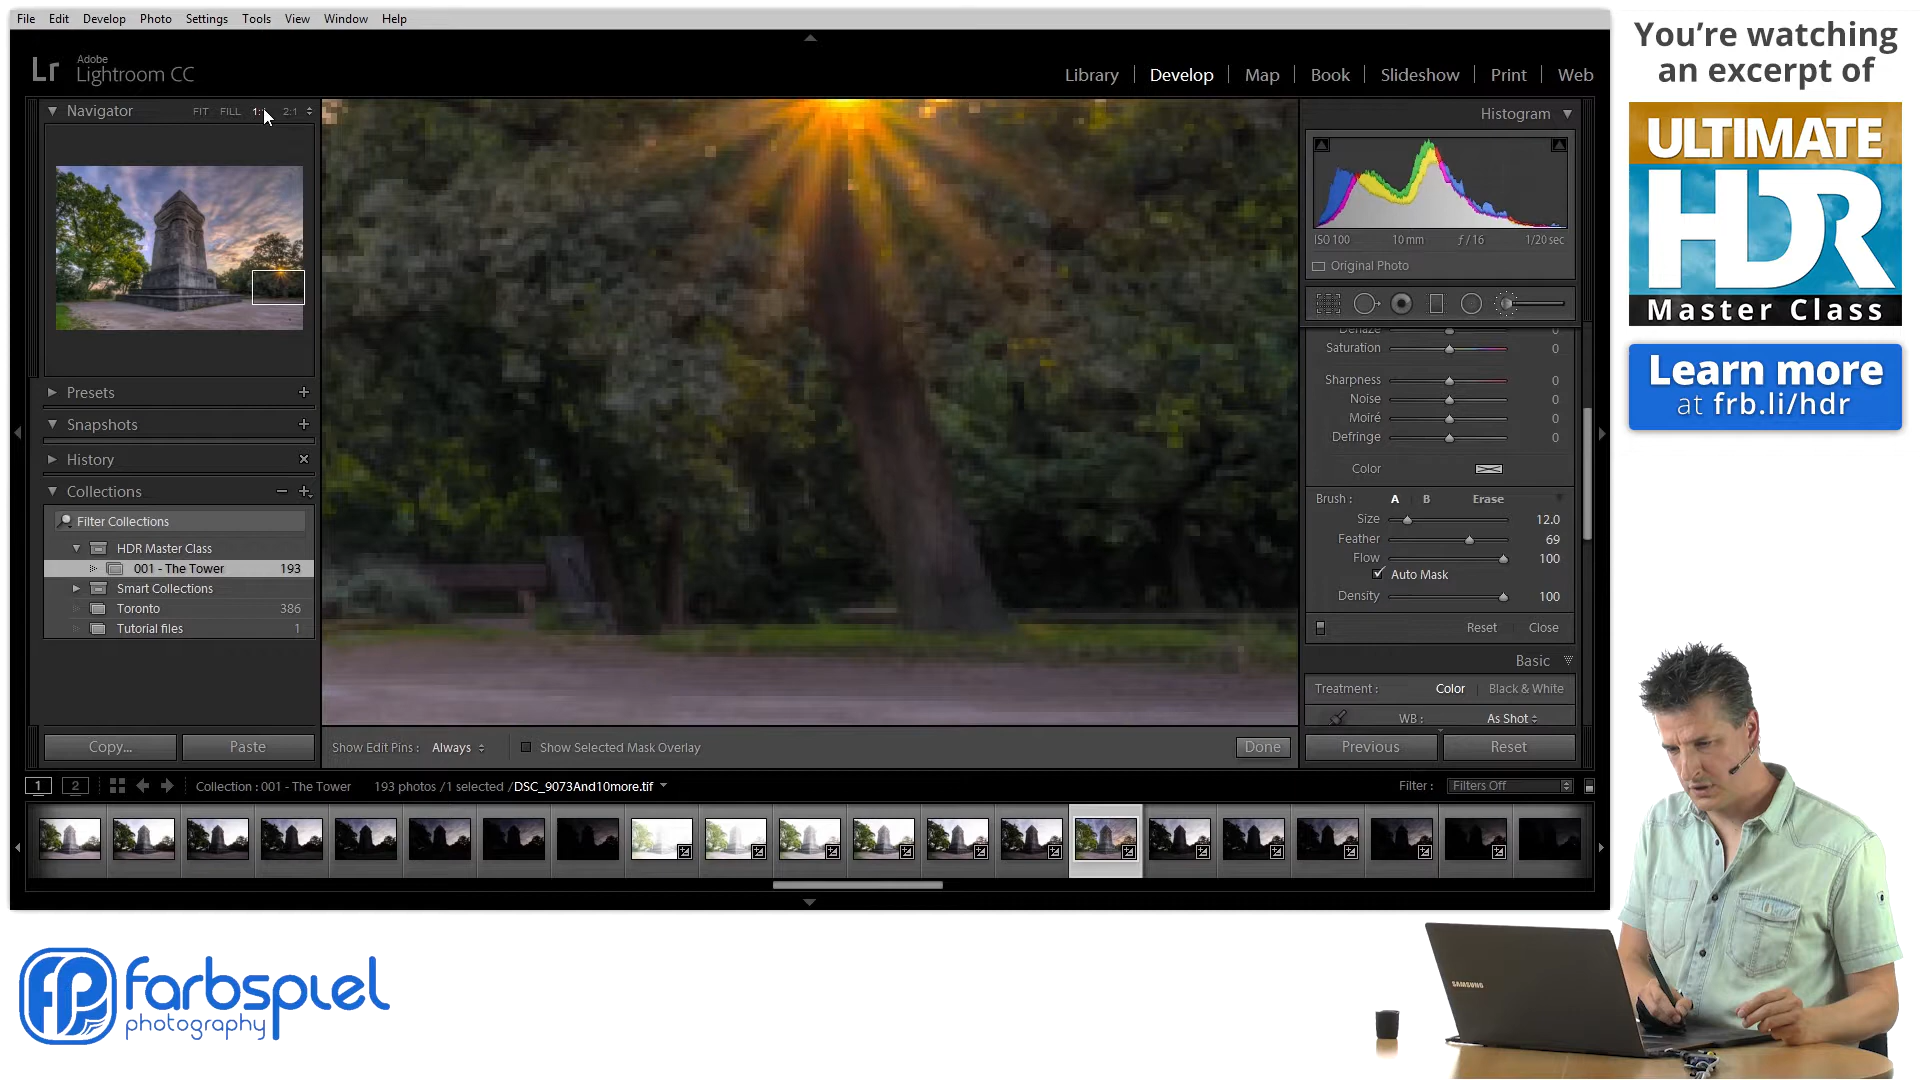 File Edit Develop Photo Settings Tools View Window Help
Lr Adobe
Lightroom CC
Library Develop Map Book Slideshow Print Web
Navigator FIT FILL 2:1
Presets
Snapshots
History
Collections
Filter Collections
HDR Master Class
001 - The Tower 193
Smart Collections
Toronto 386
Tutorial files 1
Copy... Paste
Show Edit Pins : Always Show Selected Mask Overlay Done
Histogram
ISO 100 10 mm ƒ / 16 1/20 sec
Original Photo
Dehaze 0
Saturation 0
Sharpness 0
Noise 0
Moiré 0
Defringe 0
Color
Brush : A B Erase
Size 12.0
Feather 69
Flow 100
Auto Mask
Density 100
Reset Close
Basic
Treatment : Color Black & White
WB : As Shot
Previous Reset
1 2 Collection : 001 - The Tower 193 photos / 1 selected / DSC_9073And10more.tif Filter : Filters Off
You're watching
an excerpt of
ULTIMATE
HDR
Master Class
Learn more
at frb.li/hdr
fp farbspiel
photography
SAMSUNG